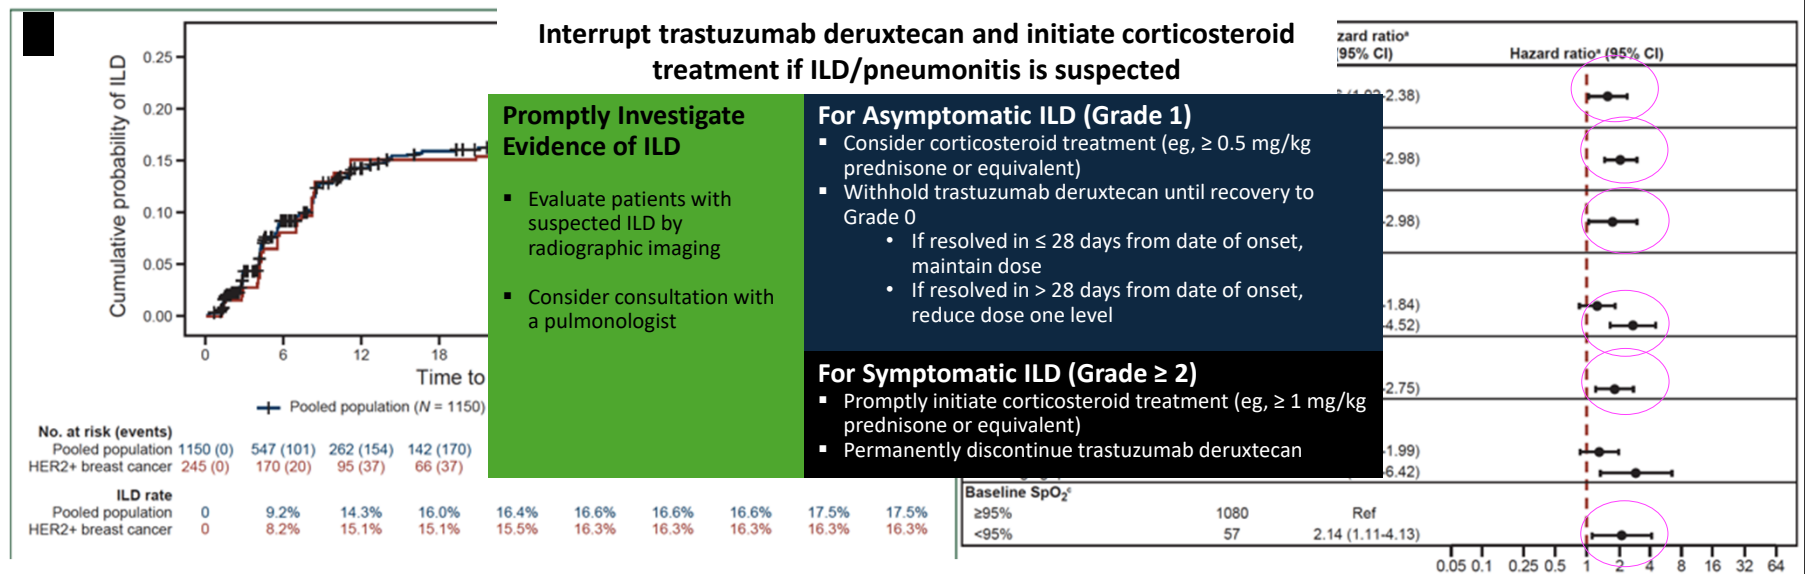 Interrupt trastuzumab deruxtecan and initiate corticosteroid
treatment if ILD/pneumonitis is suspected
Cumulative probability of ILD
0.25
0.20
0.15
0.10
0.05
0.00
0 6 12 18
Time to
Pooled population (N = 1150)
No. at risk (events)
Pooled population 1150 (0) 547 (101) 262 (154) 142 (170)
HER2+ breast cancer 245 (0) 170 (20) 95 (37) 66 (37)
ILD rate
Pooled population 0 9.2% 14.3% 16.0% 16.4% 16.6% 16.6% 16.6% 17.5% 17.5%
HER2+ breast cancer 0 8.2% 15.1% 15.1% 15.5% 16.3% 16.3% 16.3% 16.3% 16.3%
Promptly Investigate
Evidence of ILD
▪ Evaluate patients with
suspected ILD by
radiographic imaging
▪ Consider consultation with
a pulmonologist
For Asymptomatic ILD (Grade 1)
▪ Consider corticosteroid treatment (eg, ≥ 0.5 mg/kg
prednisone or equivalent)
▪ Withhold trastuzumab deruxtecan until recovery to
Grade 0
• If resolved in ≤ 28 days from date of onset,
maintain dose
• If resolved in > 28 days from date of onset,
reduce dose one level
For Symptomatic ILD (Grade ≥ 2)
▪ Promptly initiate corticosteroid treatment (eg, ≥ 1 mg/kg
prednisone or equivalent)
▪ Permanently discontinue trastuzumab deruxtecan
zard ratioᵃ
(95% CI)
Hazard ratioᵃ (95% CI)
-2.38)
-2.98)
-2.98)
-1.84)
-4.52)
-2.75)
-1.99)
-6.42)
Baseline SpO₂ᶜ
≥95% 1080 Ref
<95% 57 2.14 (1.11-4.13)
0.05 0.1 0.25 0.5 1 2 4 8 16 32 64